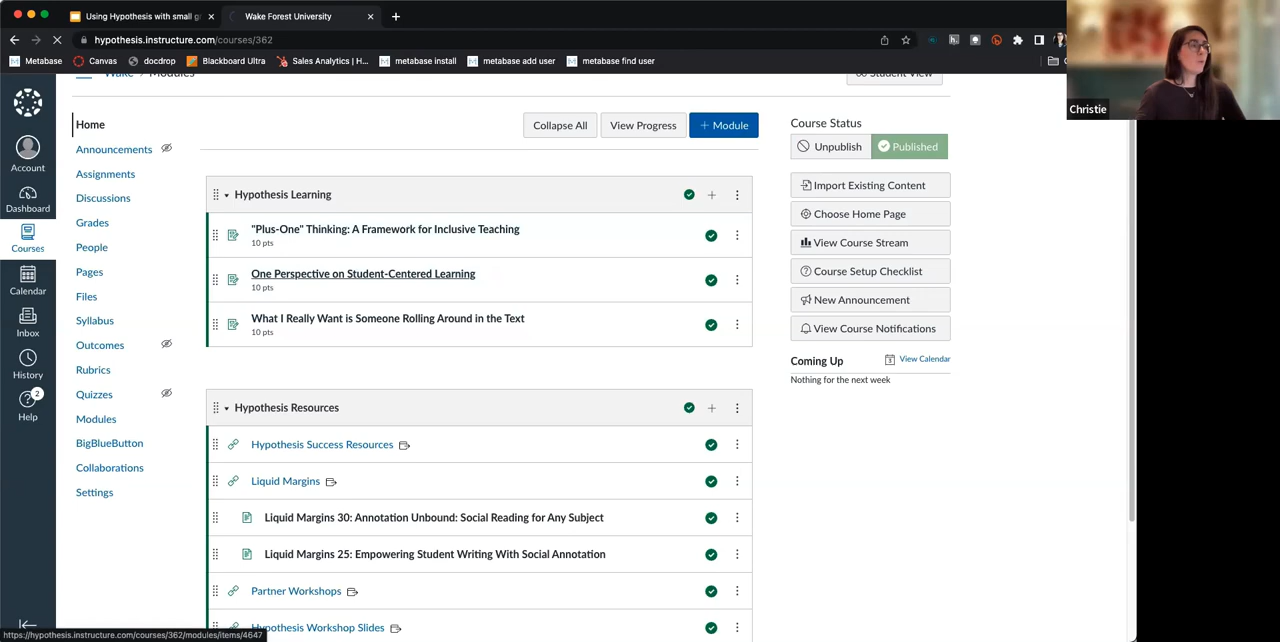 Using Hypothesis with small g
Wake Forest University
hypothesis.instructure.com/courses/362
Metabase
Canvas
docdrop
Blackboard Ultra
Sales Analytics | H...
metabase install
metabase add user
metabase find user
Wake
Modules
Student View
Account
Dashboard
Courses
Calendar
Inbox
History
2
Help
Home
Announcements
Assignments
Discussions
Grades
People
Pages
Files
Syllabus
Outcomes
Rubrics
Quizzes
Modules
BigBlueButton
Collaborations
Settings
Collapse All
View Progress
+ Module
Hypothesis Learning
"Plus-One" Thinking: A Framework for Inclusive Teaching
10 pts
One Perspective on Student-Centered Learning
10 pts
What I Really Want is Someone Rolling Around in the Text
10 pts
Hypothesis Resources
Hypothesis Success Resources
Liquid Margins
Liquid Margins 30: Annotation Unbound: Social Reading for Any Subject
Liquid Margins 25: Empowering Student Writing With Social Annotation
Partner Workshops
Hypothesis Workshop Slides
Course Status
Unpublish
Published
Import Existing Content
Choose Home Page
View Course Stream
Course Setup Checklist
New Announcement
View Course Notifications
Coming Up
View Calendar
Nothing for the next week
https://hypothesis.instructure.com/courses/362/modules/items/4647
Christie